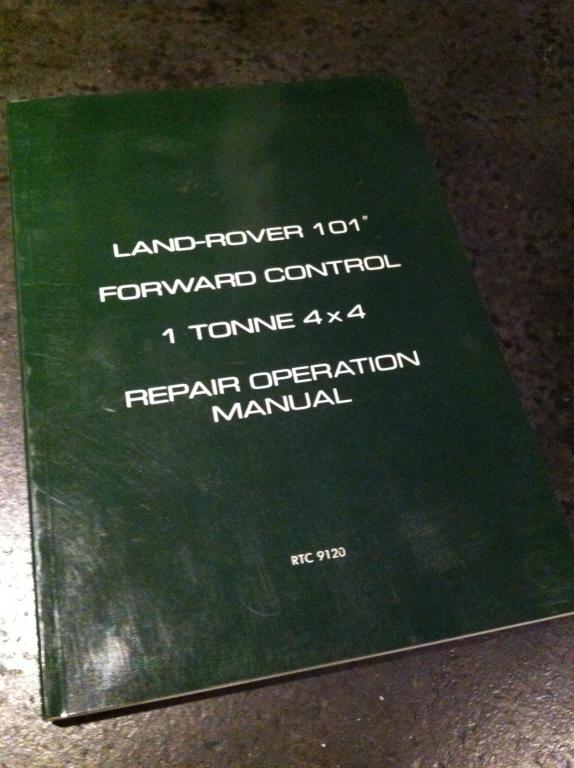 LAND-ROVER 101"
FORWARD CONTROL
1 TONNE 4x4
REPAIR OPERATION
MANUAL
RTC 9120